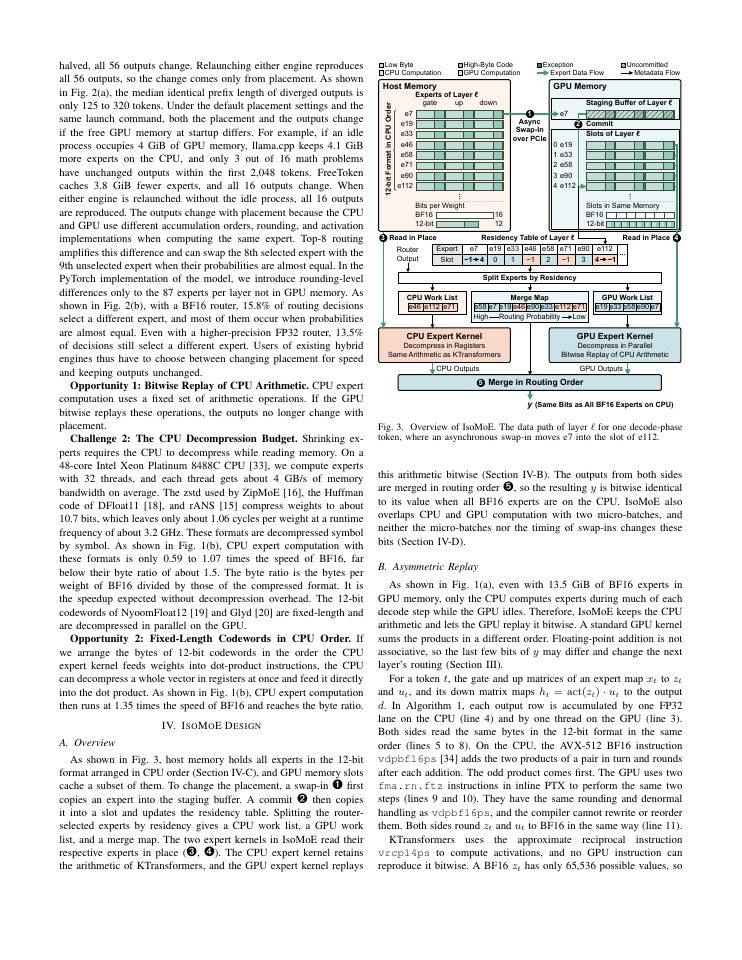 halved, all 56 outputs change. Relaunching either engine reproduces
all 56 outputs, so the change comes only from placement. As shown
in Fig. 2(a), the median identical prefix length of diverged outputs is
only 125 to 320 tokens. Under the default placement settings and the
same launch command, both the placement and the outputs change
if the free GPU memory at startup differs. For example, if an idle
process occupies 4 GiB of GPU memory, llama.cpp keeps 4.1 GiB
more experts on the CPU, and only 3 out of 16 math problems
have unchanged outputs within the first 2,048 tokens. FreeToken
caches 3.8 GiB fewer experts, and all 16 outputs change. When
either engine is relaunched without the idle process, all 16 outputs
are reproduced. The outputs change with placement because the CPU
and GPU use different accumulation orders, rounding, and activation
implementations when computing the same expert. Top-8 routing
amplifies this difference and can swap the 8th selected expert with the
9th unselected expert when their probabilities are almost equal. In the
PyTorch implementation of the model, we introduce rounding-level
differences only to the 87 experts per layer not in GPU memory. As
shown in Fig. 2(b), with a BF16 router, 15.8% of routing decisions
select a different expert, and most of them occur when probabilities
are almost equal. Even with a higher-precision FP32 router, 13.5%
of decisions still select a different expert. Users of existing hybrid
engines thus have to choose between changing placement for speed
and keeping outputs unchanged.
Opportunity 1: Bitwise Replay of CPU Arithmetic. CPU expert
computation uses a fixed set of arithmetic operations. If the GPU
bitwise replays these operations, the outputs no longer change with
placement.
Challenge 2: The CPU Decompression Budget. Shrinking ex-
perts requires the CPU to decompress while reading memory. On a
48-core Intel Xeon Platinum 8488C CPU [33], we compute experts
with 32 threads, and each thread gets about 4 GB/s of memory
bandwidth on average. The zstd used by ZipMoE [16], the Huffman
code of DFloat11 [18], and rANS [15] compress weights to about
10.7 bits, which leaves only about 1.06 cycles per weight at a runtime
frequency of about 3.2 GHz. These formats are decompressed symbol
by symbol. As shown in Fig. 1(b), CPU expert computation with
these formats is only 0.59 to 1.07 times the speed of BF16, far
below their byte ratio of about 1.5. The byte ratio is the bytes per
weight of BF16 divided by those of the compressed format. It is
the speedup expected without decompression overhead. The 12-bit
codewords of NyoomFloat12 [19] and Glyd [20] are fixed-length and
are decompressed in parallel on the GPU.
Opportunity 2: Fixed-Length Codewords in CPU Order. If
we arrange the bytes of 12-bit codewords in the order the CPU
expert kernel feeds weights into dot-product instructions, the CPU
can decompress a whole vector in registers at once and feed it directly
into the dot product. As shown in Fig. 1(b), CPU expert computation
then runs at 1.35 times the speed of BF16 and reaches the byte ratio.
IV. ISOMOE DESIGN
A. Overview
As shown in Fig. 3, host memory holds all experts in the 12-bit
format arranged in CPU order (Section IV-C), and GPU memory slots
cache a subset of them. To change the placement, a swap-in ❶ first
copies an expert into the staging buffer. A commit ❷ then copies
it into a slot and updates the residency table. Splitting the router-
selected experts by residency gives a CPU work list, a GPU work
list, and a merge map. The two expert kernels in IsoMoE read their
respective experts in place (❸, ❹). The CPU expert kernel retains
the arithmetic of KTransformers, and the GPU expert kernel replays
Low Byte High-Byte Code Exception Uncommitted
CPU Computation GPU Computation Expert Data Flow Metadata Flow
Host Memory
Experts of Layer ℓ
gate up down
12-bit Format in CPU Order
e7
e19
e33
e46
e58
e71
e90
e112
Bits per Weight
BF16 16
12-bit 12
❶
Async
Swap-In
over PCIe
GPU Memory
Staging Buffer of Layer ℓ
e7
❷ Commit
Slots of Layer ℓ
0 e19
1 e33
2 e58
3 e90
4 e112
Slots in Same Memory
BF16
12-bit
❸ Read in Place Residency Table of Layer ℓ Read in Place ❹
Router
Output
Expert e7 e19 e33 e46 e58 e71 e90 e112 ...
Slot −1→4 0 1 −1 2 −1 3 4→−1
Split Experts by Residency
CPU Work List
e46 e112 e71
Merge Map
e58 e7 e19 e46 e90 e33 e112 e71
High Routing Probability Low
GPU Work List
e19 e33 e58 e90 e7
CPU Expert Kernel
Decompress in Registers
Same Arithmetic as KTransformers
GPU Expert Kernel
Decompress in Parallel
Bitwise Replay of CPU Arithmetic
CPU Outputs GPU Outputs
❺ Merge in Routing Order
y (Same Bits as All BF16 Experts on CPU)
Fig. 3. Overview of IsoMoE. The data path of layer ℓ for one decode-phase
token, where an asynchronous swap-in moves e7 into the slot of e112.
this arithmetic bitwise (Section IV-B). The outputs from both sides
are merged in routing order ❺, so the resulting y is bitwise identical
to its value when all BF16 experts are on the CPU. IsoMoE also
overlaps CPU and GPU computation with two micro-batches, and
neither the micro-batches nor the timing of swap-ins changes these
bits (Section IV-D).
B. Asymmetric Replay
As shown in Fig. 1(a), even with 13.5 GiB of BF16 experts in
GPU memory, only the CPU computes experts during much of each
decode step while the GPU idles. Therefore, IsoMoE keeps the CPU
arithmetic and lets the GPU replay it bitwise. A standard GPU kernel
sums the products in a different order. Floating-point addition is not
associative, so the last few bits of y may differ and change the next
layer's routing (Section III).
For a token t, the gate and up matrices of an expert map xₜ to zₜ
and uₜ, and its down matrix maps hₜ = act(zₜ) · uₜ to the output
d. In Algorithm 1, each output row is accumulated by one FP32
lane on the CPU (line 4) and by one thread on the GPU (line 3).
Both sides read the same bytes in the 12-bit format in the same
order (lines 5 to 8). On the CPU, the AVX-512 BF16 instruction
vdpbf16ps [34] adds the two products of a pair in turn and rounds
after each addition. The odd product comes first. The GPU uses two
fma.rn.ftz instructions in inline PTX to perform the same two
steps (lines 9 and 10). They have the same rounding and denormal
handling as vdpbf16ps, and the compiler cannot rewrite or reorder
them. Both sides round zₜ and uₜ to BF16 in the same way (line 11).
KTransformers uses the approximate reciprocal instruction
vrcp14ps to compute activations, and no GPU instruction can
reproduce it bitwise. A BF16 zₜ has only 65,536 possible values, so